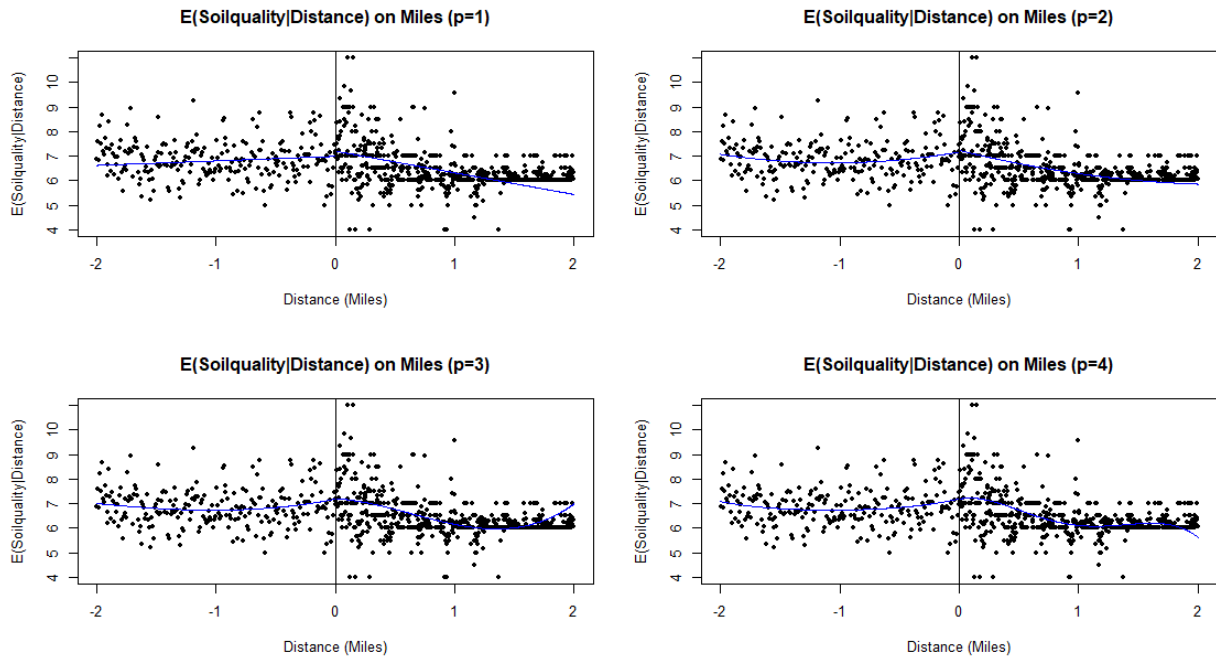 E(Soilquality|Distance) on Miles (p=1)
E(Soilquality|Distance)
4 5 6 7 8 9 10
-2 -1 0 1 2
Distance (Miles)
E(Soilquality|Distance) on Miles (p=2)
E(Soilquality|Distance)
4 5 6 7 8 9 10
-2 -1 0 1 2
Distance (Miles)
E(Soilquality|Distance) on Miles (p=3)
E(Soilquality|Distance)
4 5 6 7 8 9 10
-2 -1 0 1 2
Distance (Miles)
E(Soilquality|Distance) on Miles (p=4)
E(Soilquality|Distance)
4 5 6 7 8 9 10
-2 -1 0 1 2
Distance (Miles)